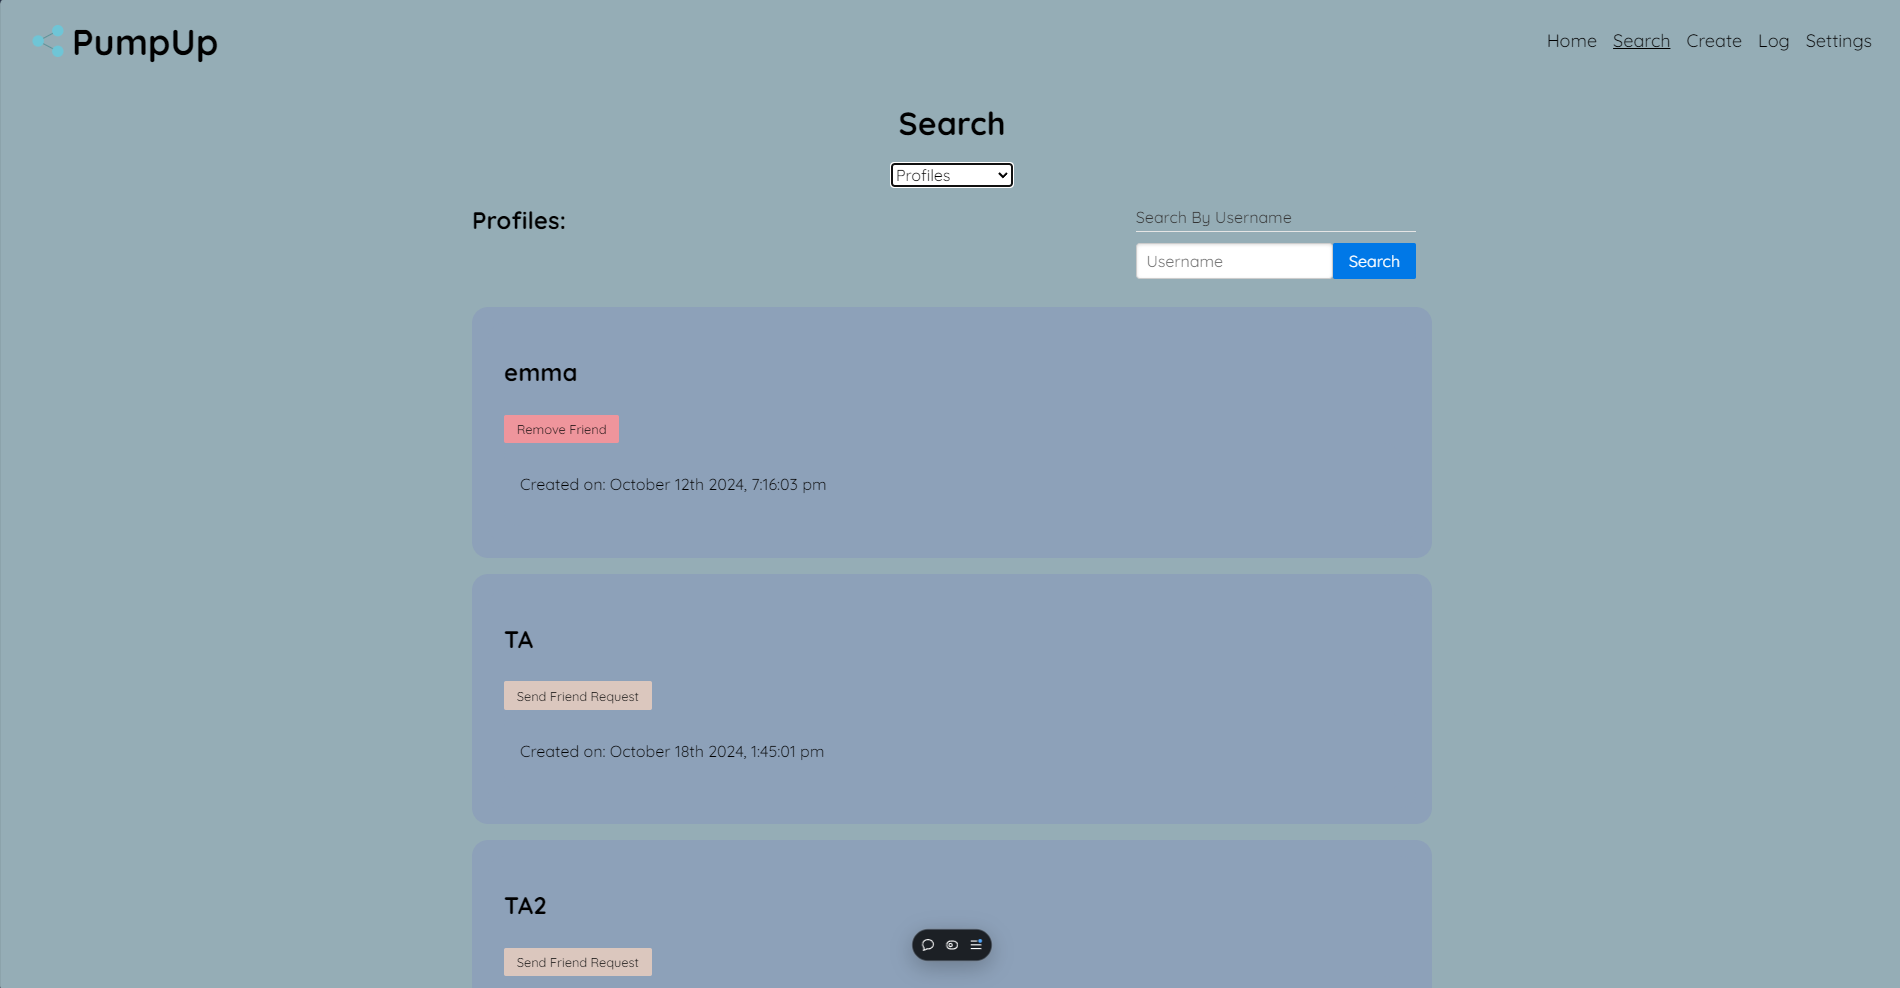 PumpUp
Home Search Create Log Settings
Search
Profiles
Profiles:
Search By Username
Username
Search
emma
Remove Friend
Created on: October 12th 2024, 7:16:03 pm
TA
Send Friend Request
Created on: October 18th 2024, 1:45:01 pm
TA2
Send Friend Request